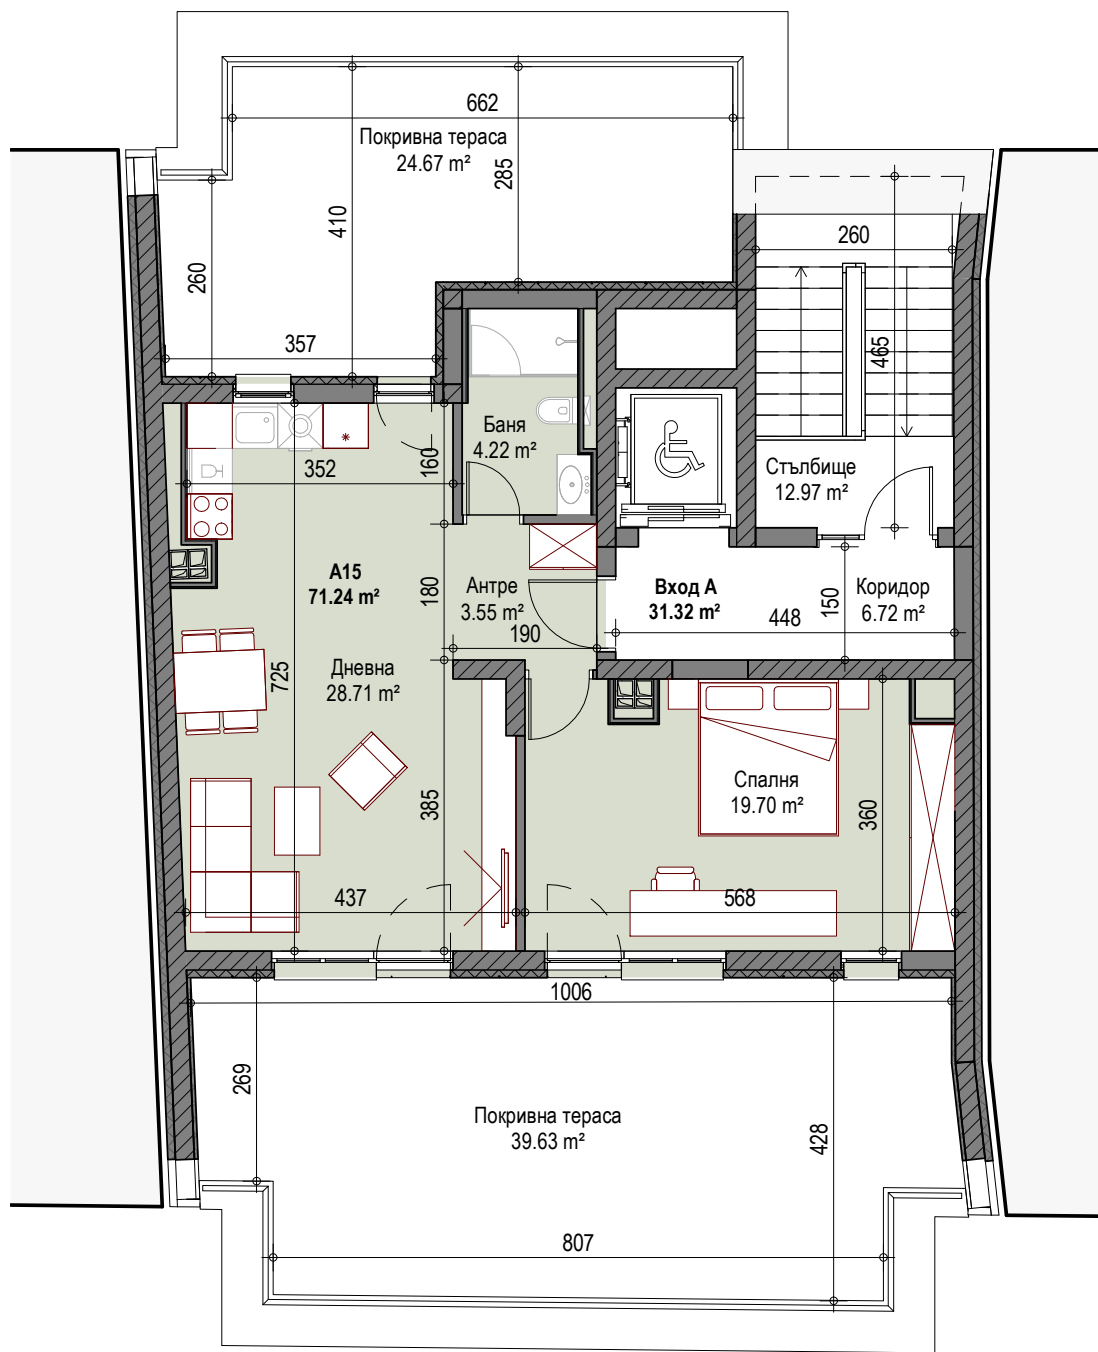 662
Покривна тераса
24.67 m²
285
410
260
357
260
465
Баня
4.22 m²
160
352
Стълбище
12.97 m²
A15
71.24 m²
180
Антре
3.55 m²
190
Вход А
31.32 m²
448
150
Коридор
6.72 m²
725
Дневна
28.71 m²
385
437
Спалня
19.70 m²
360
568
1006
269
Покривна тераса
39.63 m²
428
807